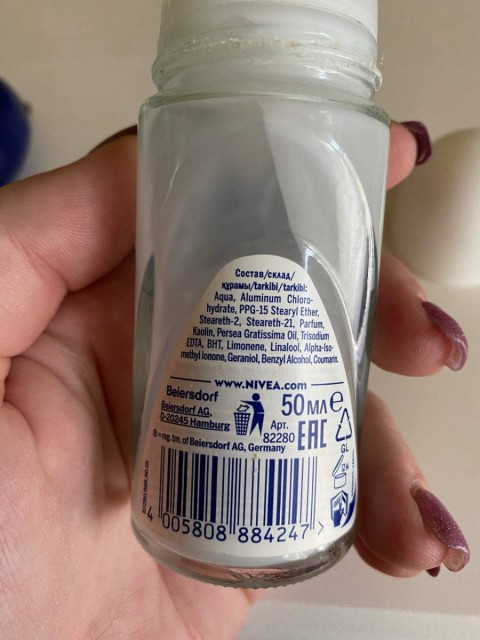 Состав/склад/
құрамы/tarkibi/tarkibi:
Aqua, Aluminum Chloro-
hydrate, PPG-15 Stearyl Ether,
Steareth-2, Steareth-21, Parfum,
Kaolin, Persea Gratissima Oil, Trisodium
EDTA, BHT, Limonene, Linalool, Alpha-Iso-
methyl Ionone, Geraniol, Benzyl Alcohol, Coumarin.
www.NIVEA.com
Beiersdorf
Beiersdorf AG,
D-20245 Hamburg
50 МЛ e
Арт.
82280
EAC
GL
® = reg. tm. of Beiersdorf AG, Germany
4 005808 884247 >